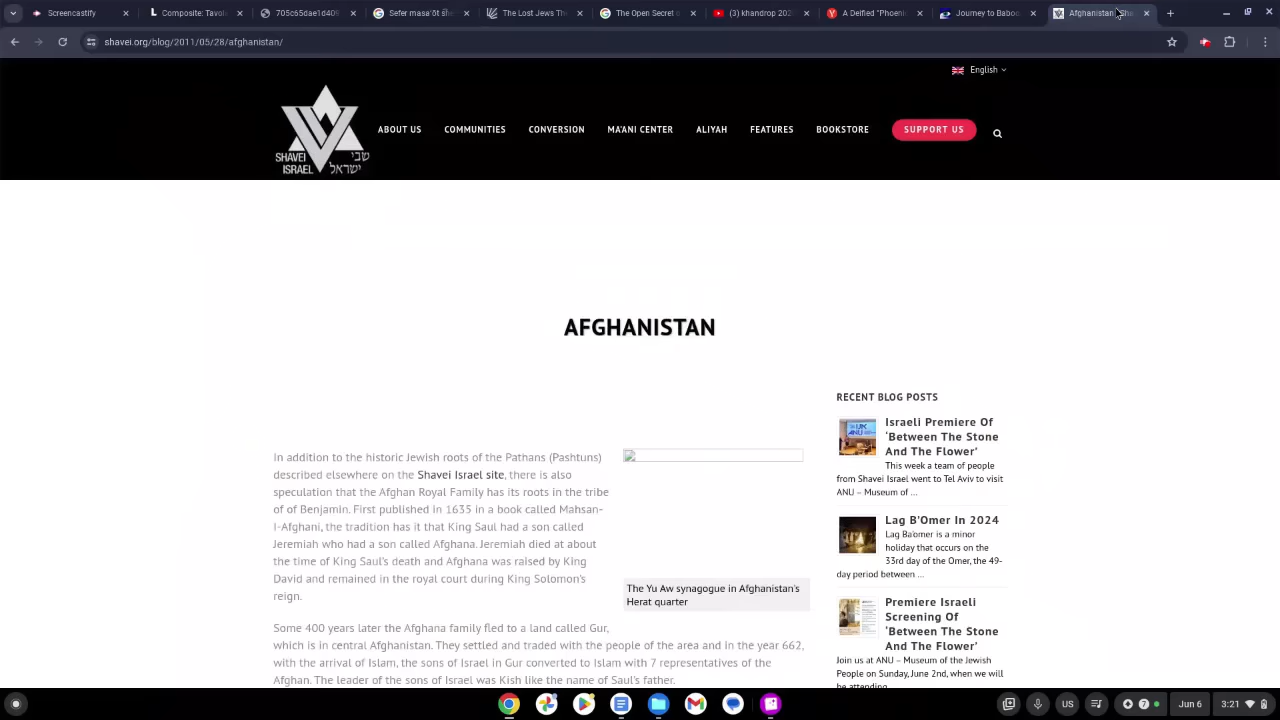 Screencastify
Composite: Tavol
705c65dae1d409
Sefer masa'ōt s
The Lost Jews Th
The Open Secret o
(3) khandrop 202
A Deified "Phoeni
Journey to Baboo
Afghanistan
shavei.org/blog/2011/05/28/afghanistan/
English
SHAVEI שבי
ISRAEL ישראל
ABOUT US
COMMUNITIES
CONVERSION
MA'ANI CENTER
ALIYAH
FEATURES
BOOKSTORE
SUPPORT US
AFGHANISTAN
In addition to the historic Jewish roots of the Pathans (Pashtuns)
described elsewhere on the Shavei Israel site, there is also
speculation that the Afghan Royal Family has its roots in the tribe
of of Benjamin. First published in 1635 in a book called Mahsan-
I-Afghani, the tradition has it that King Saul had a son called
Jeremiah who had a son called Afghana. Jeremiah died at about
the time of King Saul's death and Afghana was raised by King
David and remained in the royal court during King Solomon's
reign.
The Yu Aw synagogue in Afghanistan's
Herat quarter
Some 400 years later the Afghana family fled to a land called Gur,
which is in central Afghanistan. They settled and traded with the people of the area and in the year 662,
with the arrival of Islam, the sons of Israel in Gur converted to Islam with 7 representatives of the
Afghan. The leader of the sons of Israel was Kish like the name of Saul's father.
RECENT BLOG POSTS
Israeli Premiere Of
'Between The Stone
And The Flower'
This week a team of people
from Shavei Israel went to Tel Aviv to visit
ANU – Museum of ...
Lag B'Omer In 2024
Lag Ba'omer is a minor
holiday that occurs on the
33rd day of the Omer, the 49-
day period between ...
Premiere Israeli
Screening Of
'Between The Stone
And The Flower'
Join us at ANU – Museum of the Jewish
People on Sunday, June 2nd, when we will
be attending
US
7
Jun 6
3:21